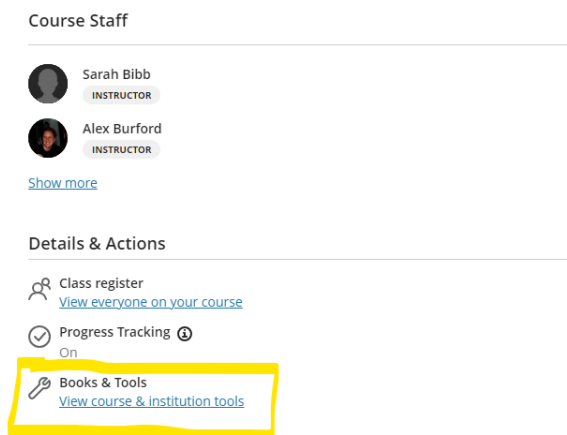 Course Staff
Sarah Bibb
INSTRUCTOR
Alex Burford
INSTRUCTOR
Show more
Details & Actions
Class register
View everyone on your course
Progress Tracking
On
Books & Tools
View course & institution tools